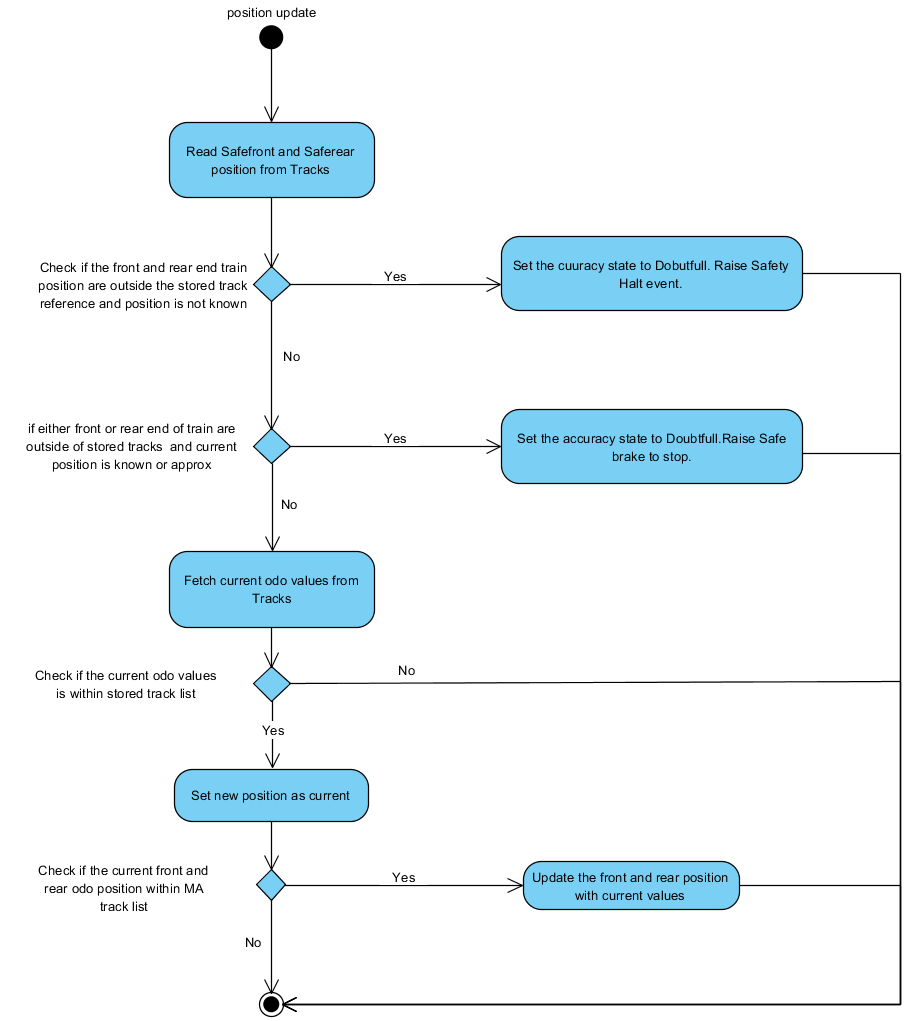 position update
Read Safefront and Saferear
position from Tracks
Check if the front and rear end train
position are outside the stored track
reference and position is not known
Yes
Set the cuuracy state to Dobutfull. Raise Safety
Halt event.
No
if either front or rear end of train are
outside of stored tracks  and current
position is known or approx
Yes
Set the accuracy state to Doubtfull.Raise Safe
brake to stop.
No
Fetch current odo values from
Tracks
Check if the current odo values
is within stored track list
No
Yes
Set new position as current
Check if the current front and
rear odo position within MA
track list
Yes
Update the front and rear position
with current values
No